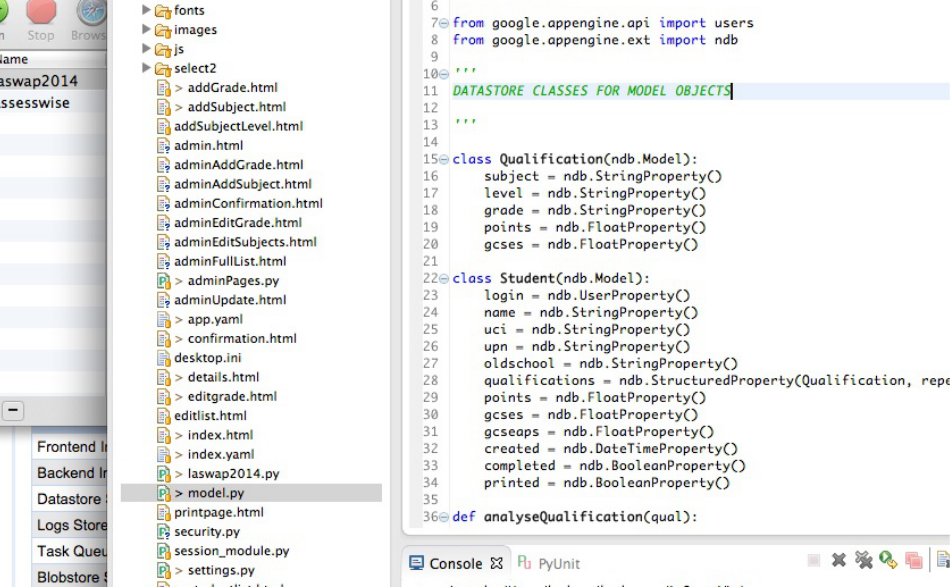 Stop Brows
Name
laswap2014
assesswise
Frontend In
Backend In
Datastore S
Logs Store
Task Queu
Blobstore S
fonts
images
js
select2
> addGrade.html
> addSubject.html
addSubjectLevel.html
admin.html
adminAddGrade.html
adminAddSubject.html
adminConfirmation.html
adminEditGrade.html
adminEditSubjects.html
adminFullList.html
> adminPages.py
adminUpdate.html
> app.yaml
> confirmation.html
desktop.ini
> details.html
> editgrade.html
editlist.html
> index.html
> index.yaml
> laswap2014.py
> model.py
printpage.html
security.py
session_module.py
> settings.py
6
7 from google.appengine.api import users
8 from google.appengine.ext import ndb
9
10 '''
11 DATASTORE CLASSES FOR MODEL OBJECTS
12
13 '''
14
15 class Qualification(ndb.Model):
16 subject = ndb.StringProperty()
17 level = ndb.StringProperty()
18 grade = ndb.StringProperty()
19 points = ndb.FloatProperty()
20 gcses = ndb.FloatProperty()
21
22 class Student(ndb.Model):
23 login = ndb.UserProperty()
24 name = ndb.StringProperty()
25 uci = ndb.StringProperty()
26 upn = ndb.StringProperty()
27 oldschool = ndb.StringProperty()
28 qualifications = ndb.StructuredProperty(Qualification, repe
29 points = ndb.FloatProperty()
30 gcses = ndb.FloatProperty()
31 gcseaps = ndb.FloatProperty()
32 created = ndb.DateTimeProperty()
33 completed = ndb.BooleanProperty()
34 printed = ndb.BooleanProperty()
35
36 def analyseQualification(qual):
Console PyUnit